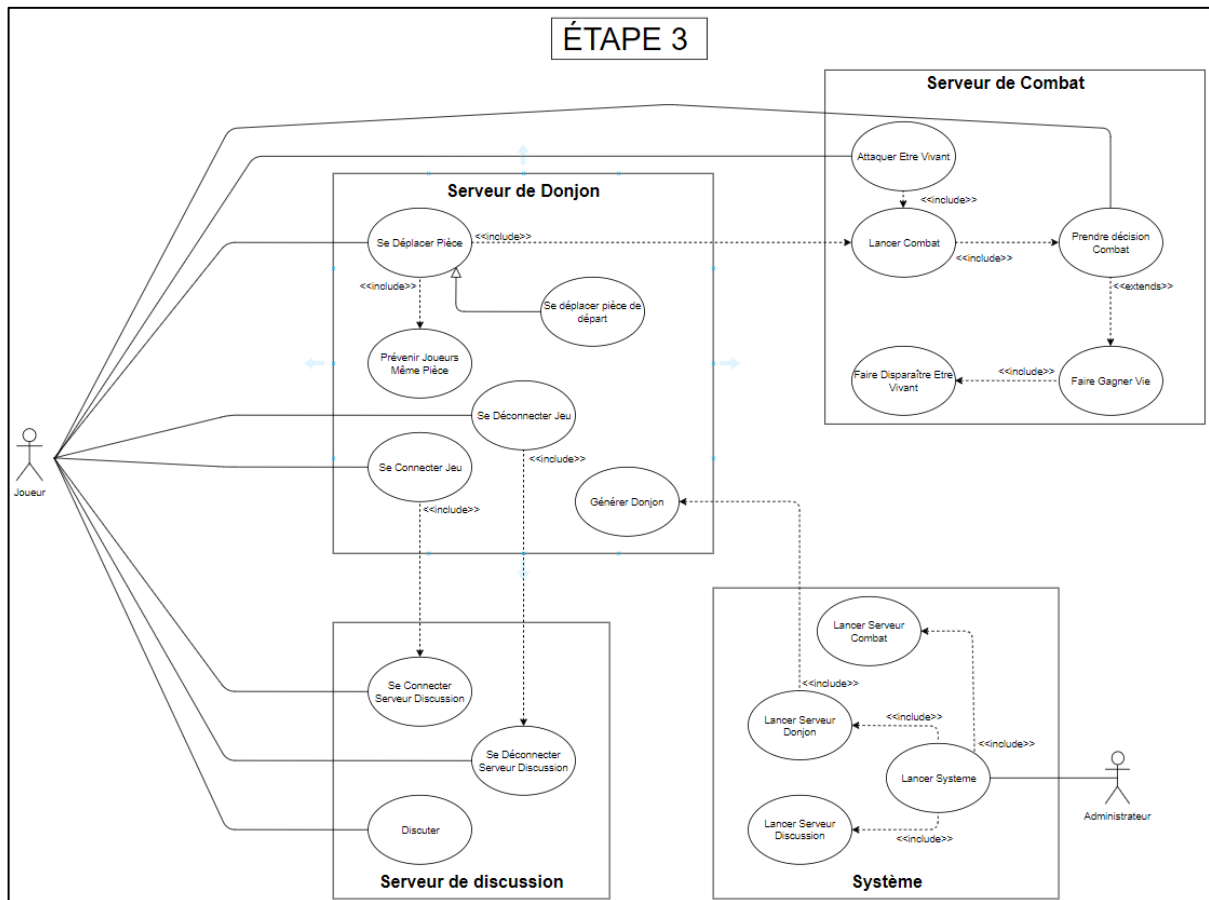 ÉTAPE 3
Serveur de Combat
Attaquer Etre Vivant
<<include>>
Lancer Combat
<<include>>
Prendre décision
Combat
<<extends>>
Faire Disparaître Etre
Vivant
<<include>>
Faire Gagner Vie
Serveur de Donjon
Se Déplacer Pièce
<<include>>
<<include>>
Se déplacer pièce de
départ
Prévenir Joueurs
Même Pièce
Se Déconnecter Jeu
<<include>>
Se Connecter Jeu
<<include>>
Générer Donjon
Joueur
Se Connecter
Serveur Discussion
Se Déconnecter
Serveur Discussion
Discuter
Serveur de discussion
Lancer Serveur
Combat
<<include>>
Lancer Serveur
Donjon
<<include>>
<<include>>
Lancer Systeme
Lancer Serveur
Discussion
<<include>>
Système
Administrateur